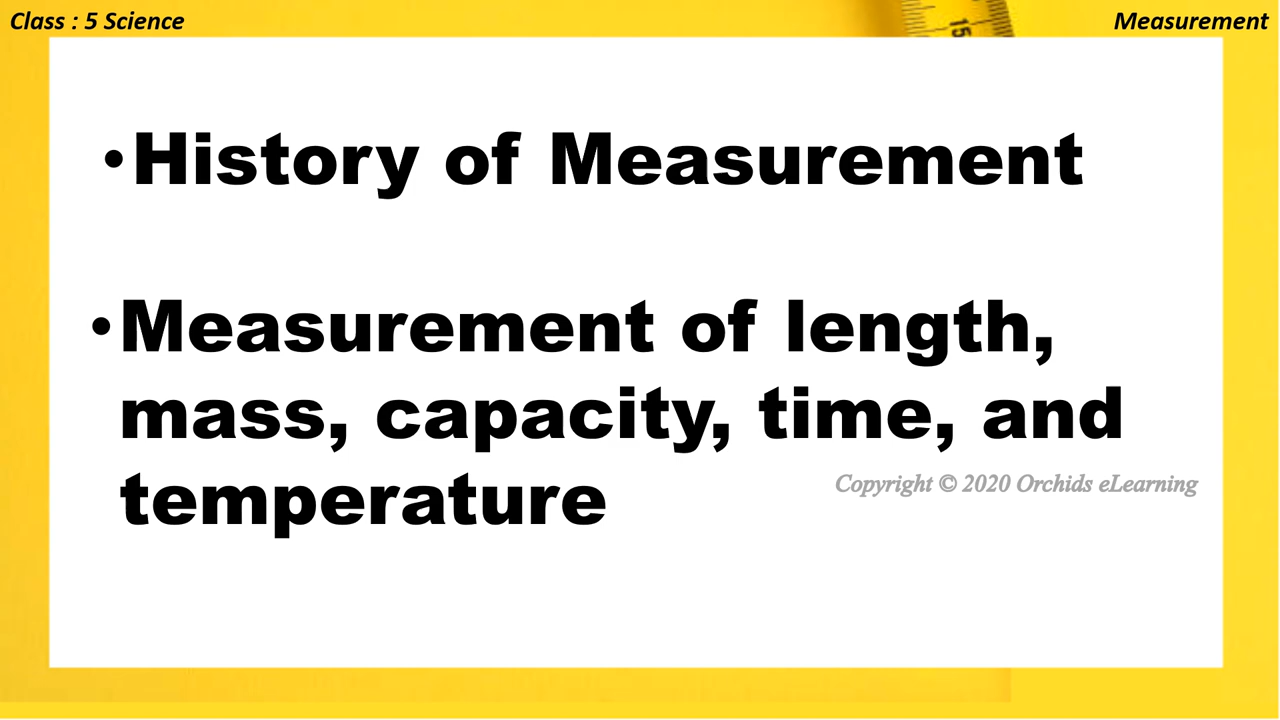 Class : 5 Science
Measurement
15
•History of Measurement
•Measurement of length,
mass, capacity, time, and
temperature
Copyright © 2020 Orchids eLearning